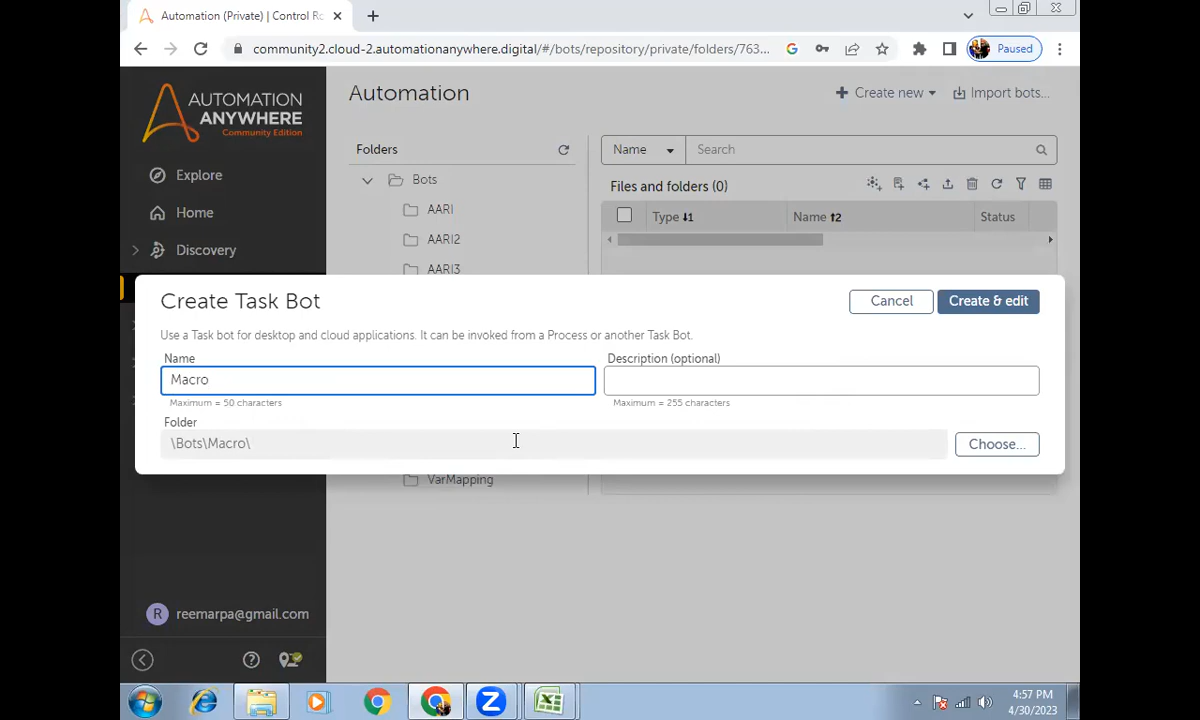 Automation (Private) | Control Ro
community2.cloud-2.automationanywhere.digital/#/bots/repository/private/folders/763...
Paused
AUTOMATION
ANYWHERE
Community Edition
Explore
Home
Discovery
Automation
Create new
Import bots...
Folders
Bots
AARI
AARI2
AARI3
Name
Search
Files and folders (0)
Type
Name
Status
Create Task Bot
Cancel
Create & edit
Use a Task bot for desktop and cloud applications. It can be invoked from a Process or another Task Bot.
Name
Description (optional)
Macro
Maximum = 50 characters
Maximum = 255 characters
Folder
\Bots\Macro\
Choose...
VarMapping
R
reemarpa@gmail.com
4:57 PM
4/30/2023